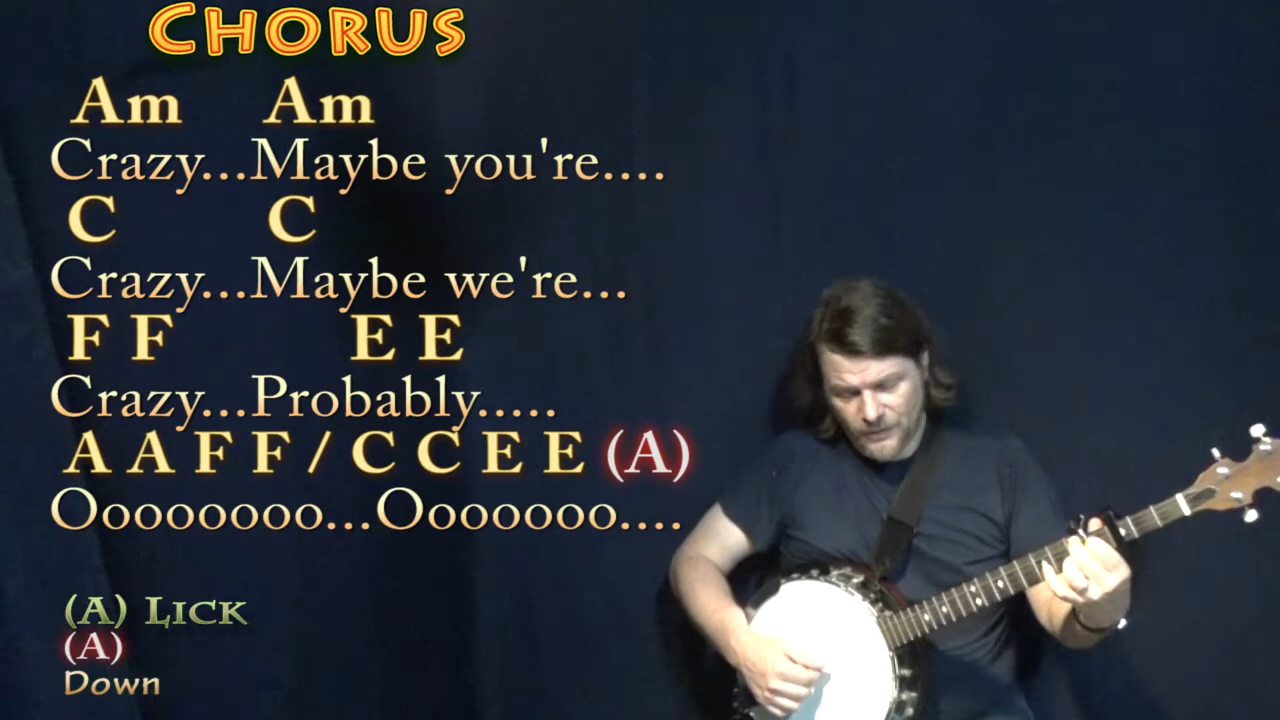 CHORUS
Am Am
Crazy...Maybe you're....
C C
Crazy...Maybe we're...
F F E E
Crazy...Probably.....
A A F F / C C E E (A)
Oooooooo...Ooooooo....
(A) LICK
(A)
Down